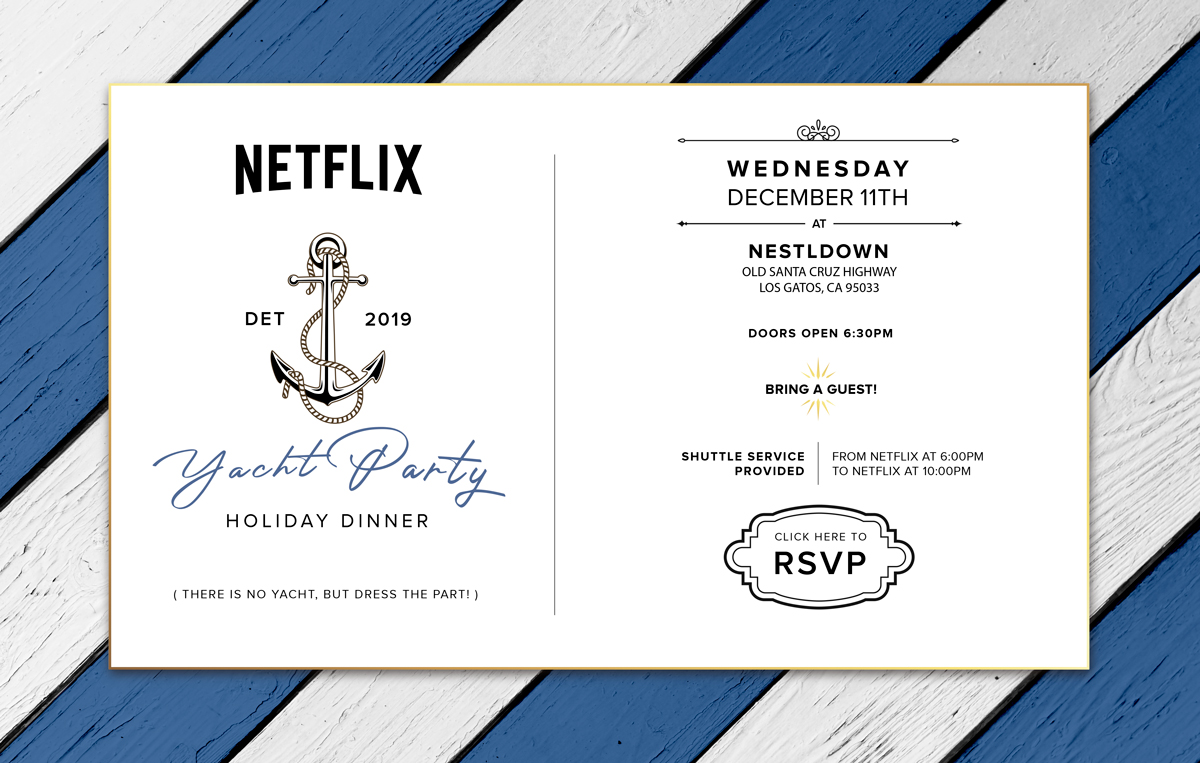 NETFLIX
DET 2019
Yacht Party
HOLIDAY DINNER
( THERE IS NO YACHT, BUT DRESS THE PART! )
WEDNESDAY
DECEMBER 11TH
AT
NESTLDOWN
OLD SANTA CRUZ HIGHWAY
LOS GATOS, CA 95033
DOORS OPEN 6:30PM
BRING A GUEST!
SHUTTLE SERVICE
PROVIDED
FROM NETFLIX AT 6:00PM
TO NETFLIX AT 10:00PM
CLICK HERE TO
RSVP